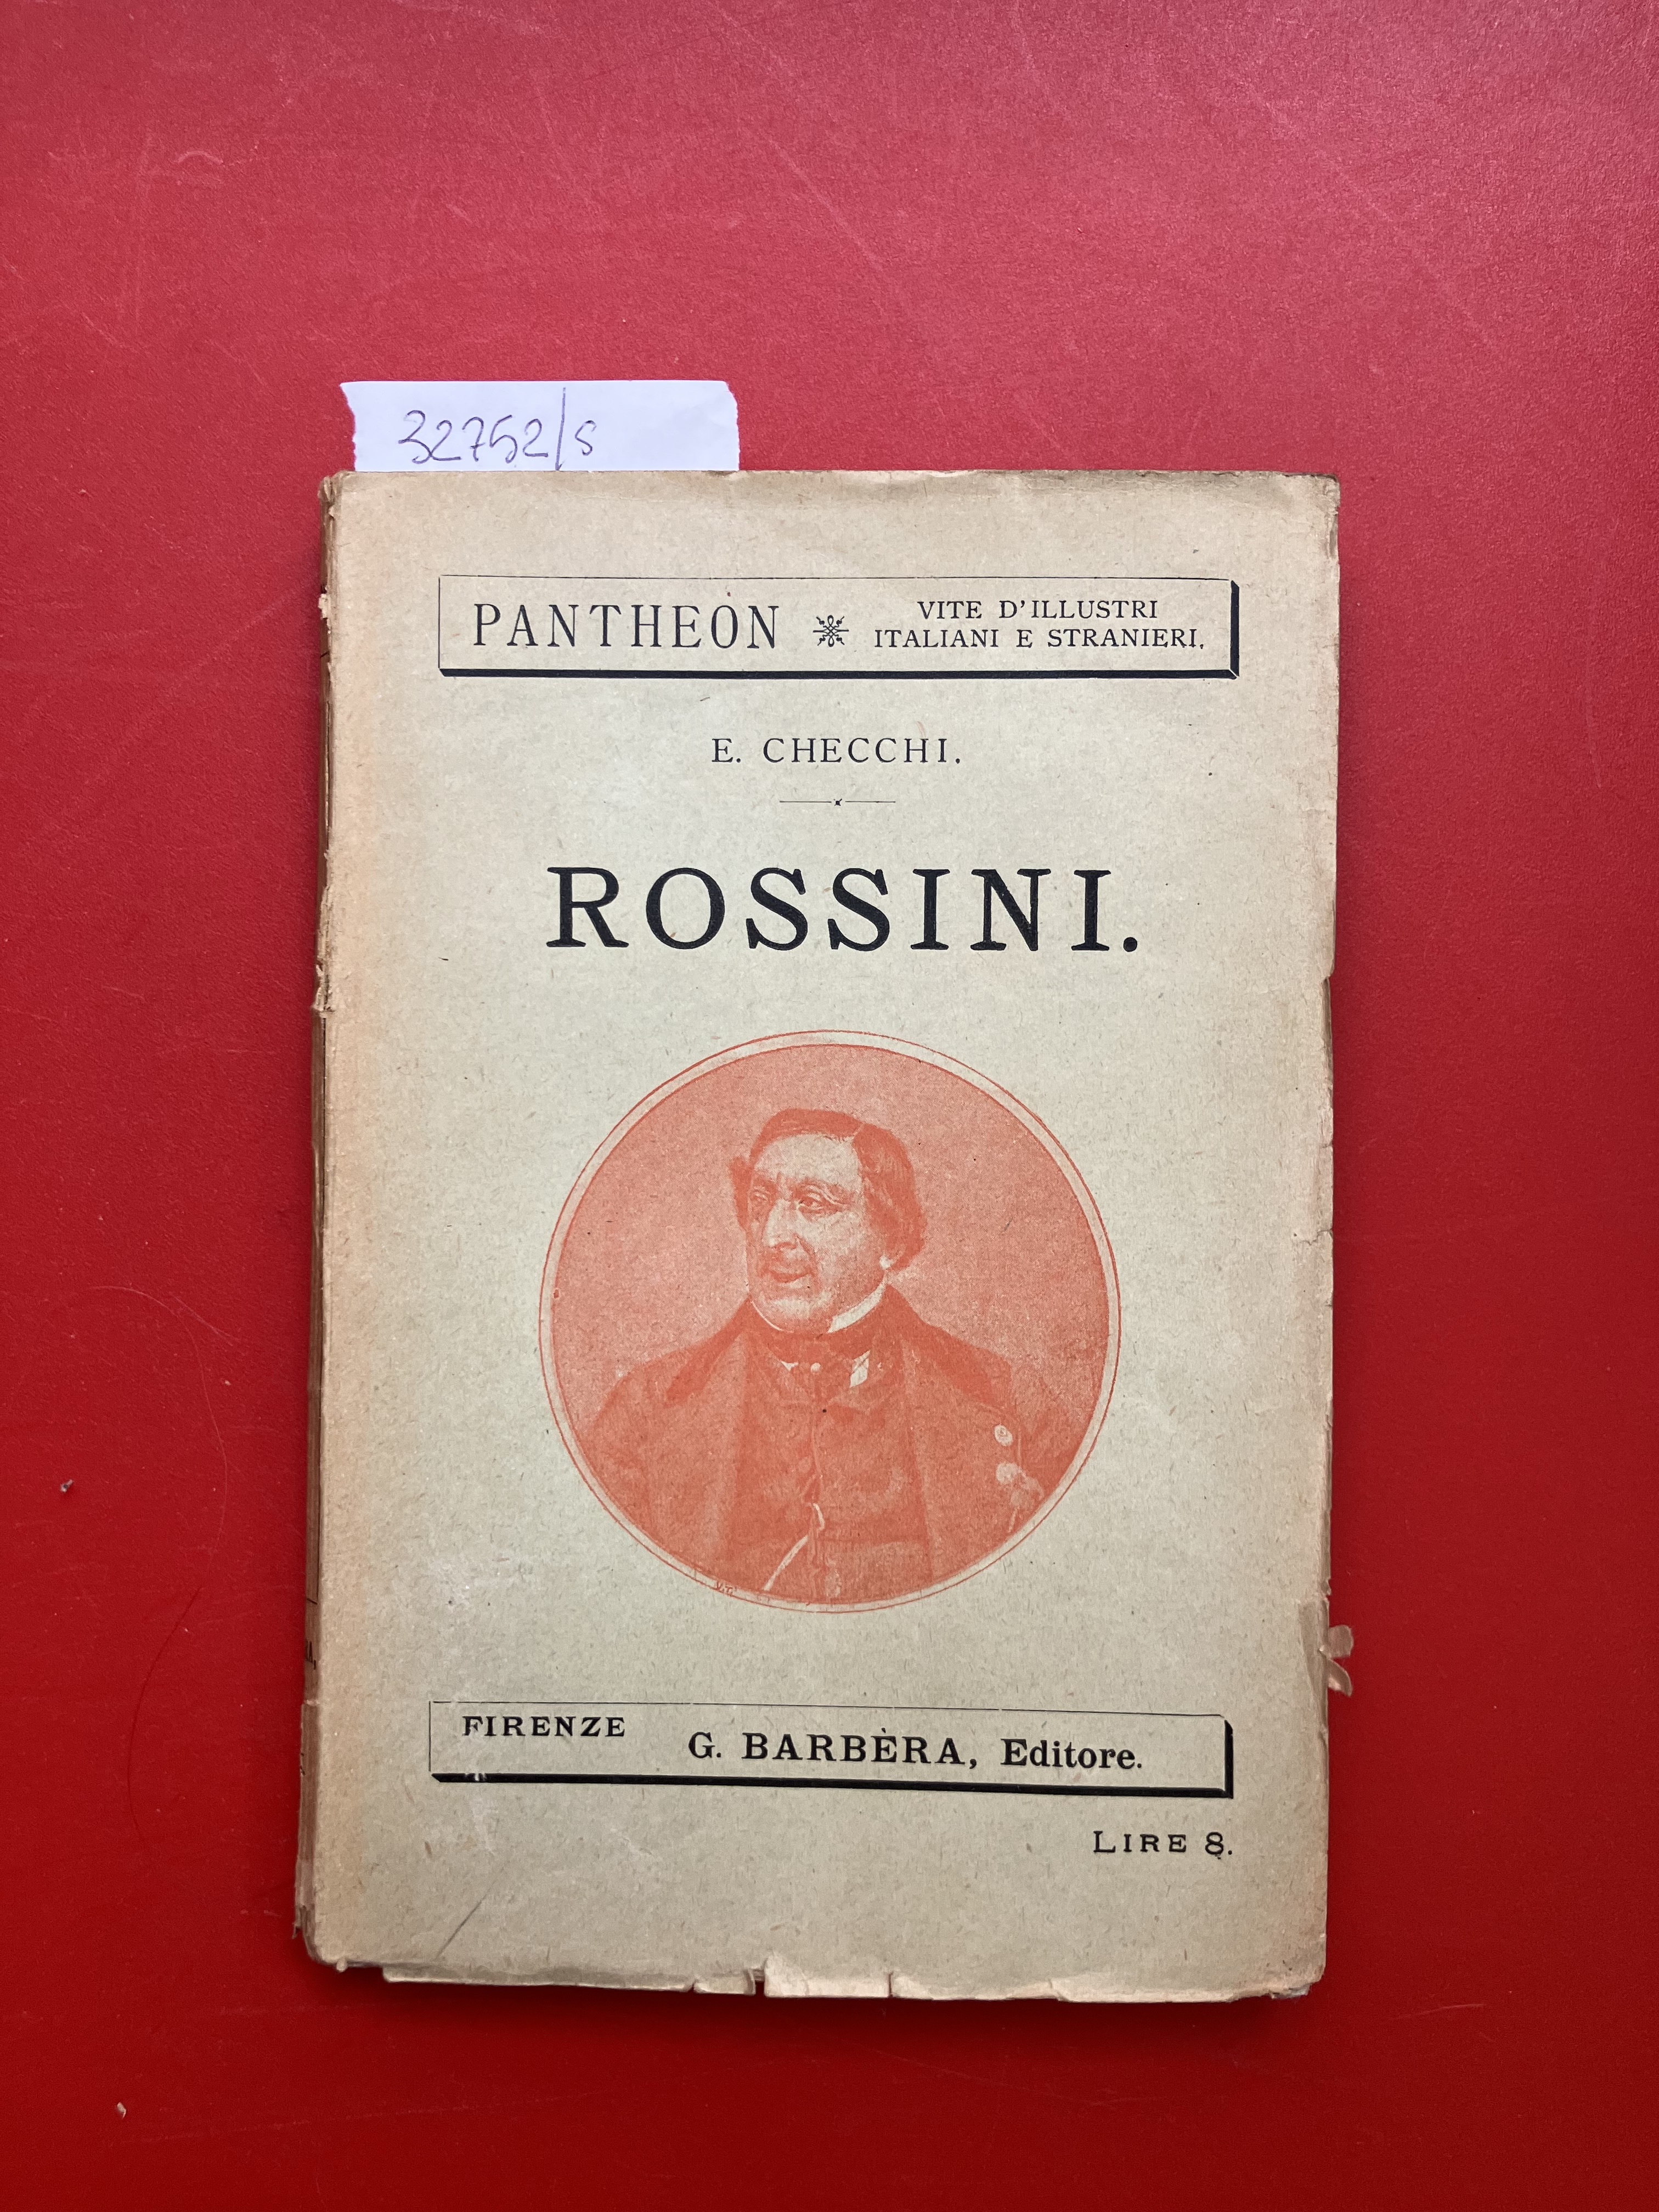 32752/s
PANTHEON
VITE D'ILLUSTRI
ITALIANI E STRANIERI.
E. CHECCHI.
ROSSINI.
FIRENZE
G. BARBÈRA, Editore.
LIRE 8.